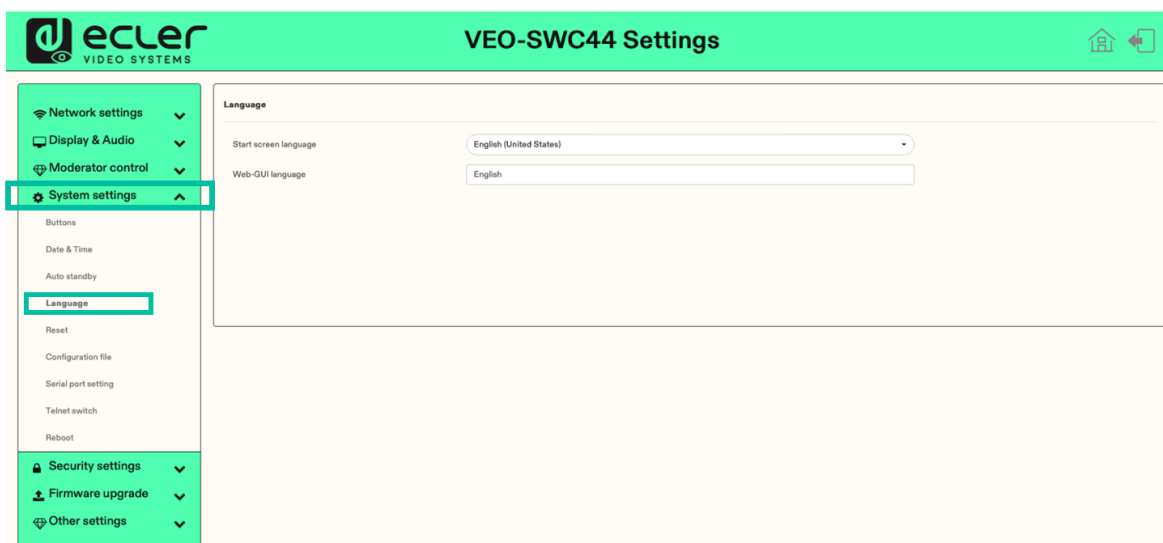 ecler
VIDEO SYSTEMS
VEO-SWC44 Settings
Network settings
Display & Audio
Moderator control
System settings
Buttons
Date & Time
Auto standby
Language
Reset
Configuration file
Serial port setting
Telnet switch
Reboot
Security settings
Firmware upgrade
Other settings
Language
Start screen language English (United States)
Web-GUI language English